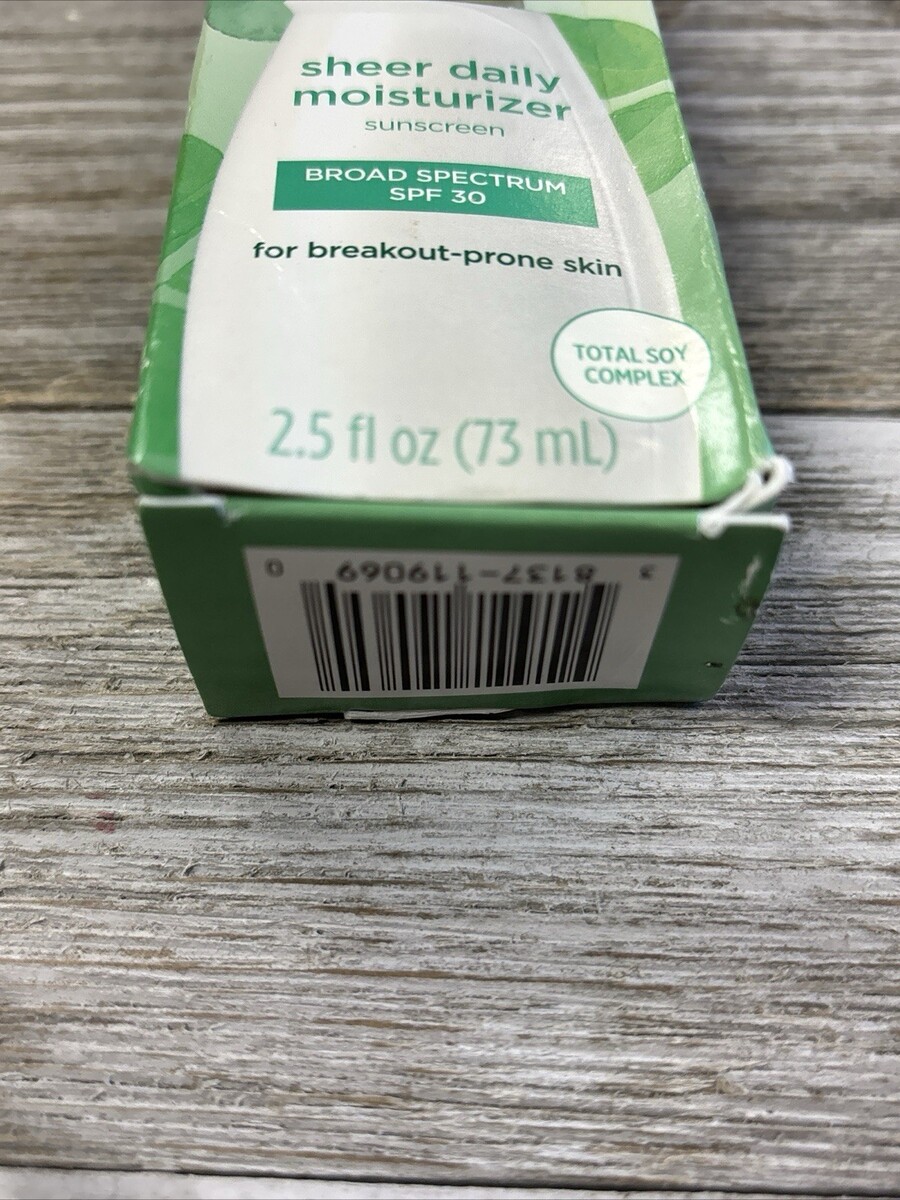 sheer daily
moisturizer
sunscreen
BROAD SPECTRUM
SPF 30
for breakout-prone skin
TOTAL SOY
COMPLEX
2.5 fl oz (73 mL)
3 8137-119069 0